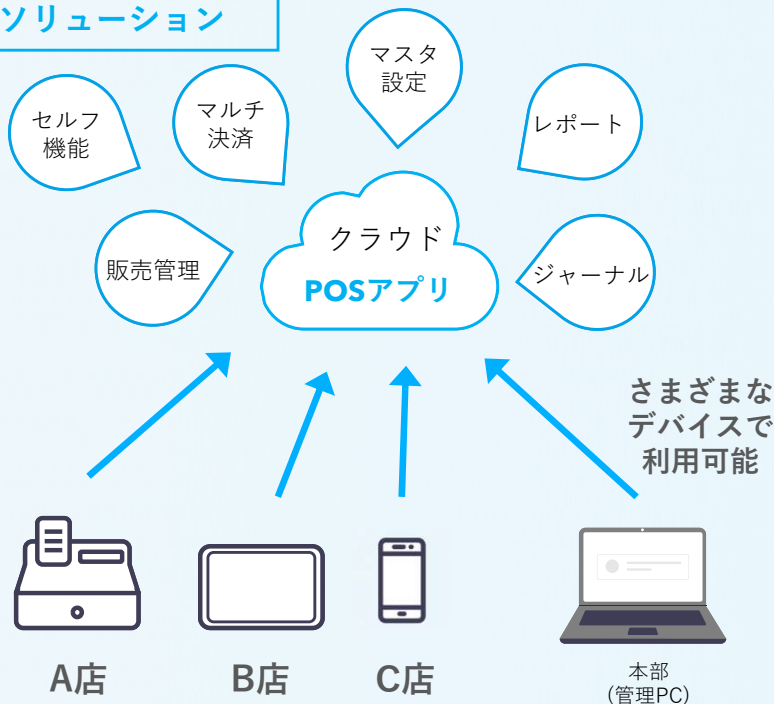 ソリューション
マスタ
設定
セルフ
機能
マルチ
決済
レポート
販売管理
クラウド
POSアプリ
ジャーナル
さまざまな
デバイスで
利用可能
A店
B店
C店
本部
(管理PC)